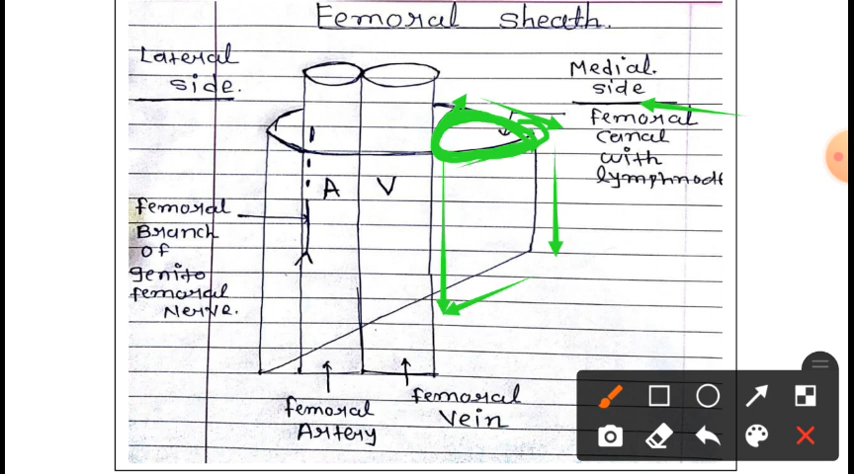 Femoral sheath.
Lateral
side.
Medial
side
femoral
canal
with
lymphnode
A V
femoral
Branch
of
genito
femoral
Nerve.
femoral
Artery
femoral
Vein